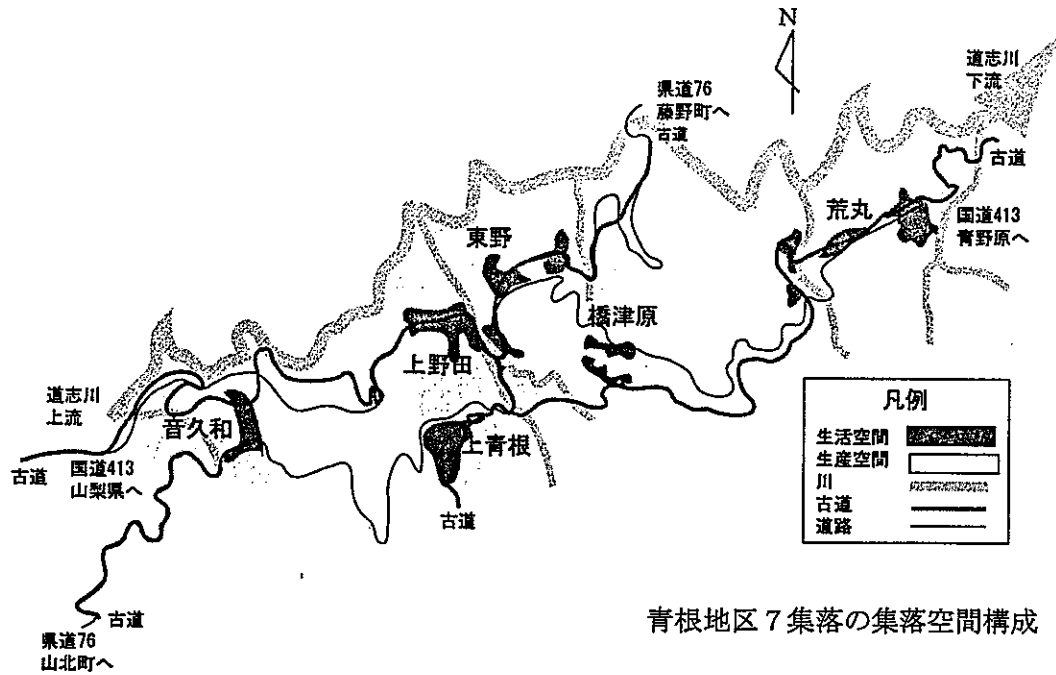 N
道志川
下流
県道76
藤野町へ
古道
古道
荒丸
国道413
青野原へ
東野
橋津原
上野田
道志川
上流
音久和
上青根
古道
国道413
山梨県へ
古道
古道
県道76
山北町へ
凡例
生活空間
生産空間
川
古道
道路
青根地区7集落の集落空間構成